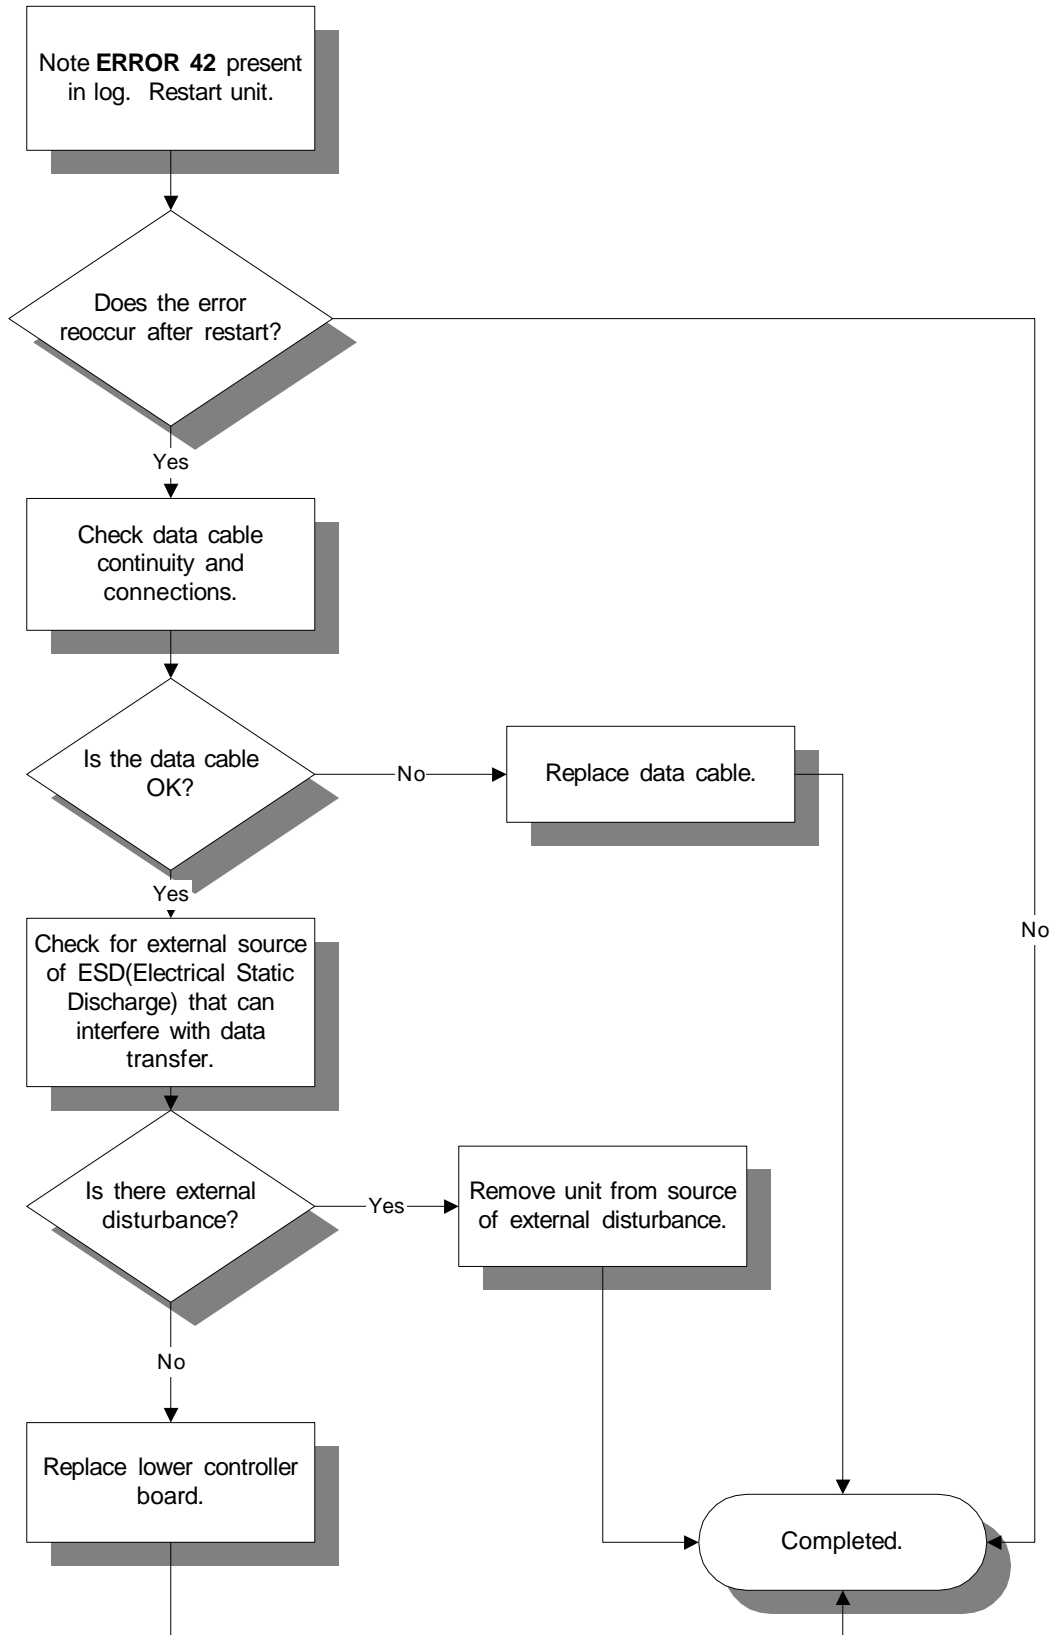 Note ERROR 42 present
in log. Restart unit.
Does the error
reoccur after restart?
Yes
No
Check data cable
continuity and
connections.
Is the data cable
OK?
No
Replace data cable.
Yes
Check for external source
of ESD(Electrical Static
Discharge) that can
interfere with data
transfer.
Is there external
disturbance?
Yes
Remove unit from source
of external disturbance.
No
Replace lower controller
board.
Completed.